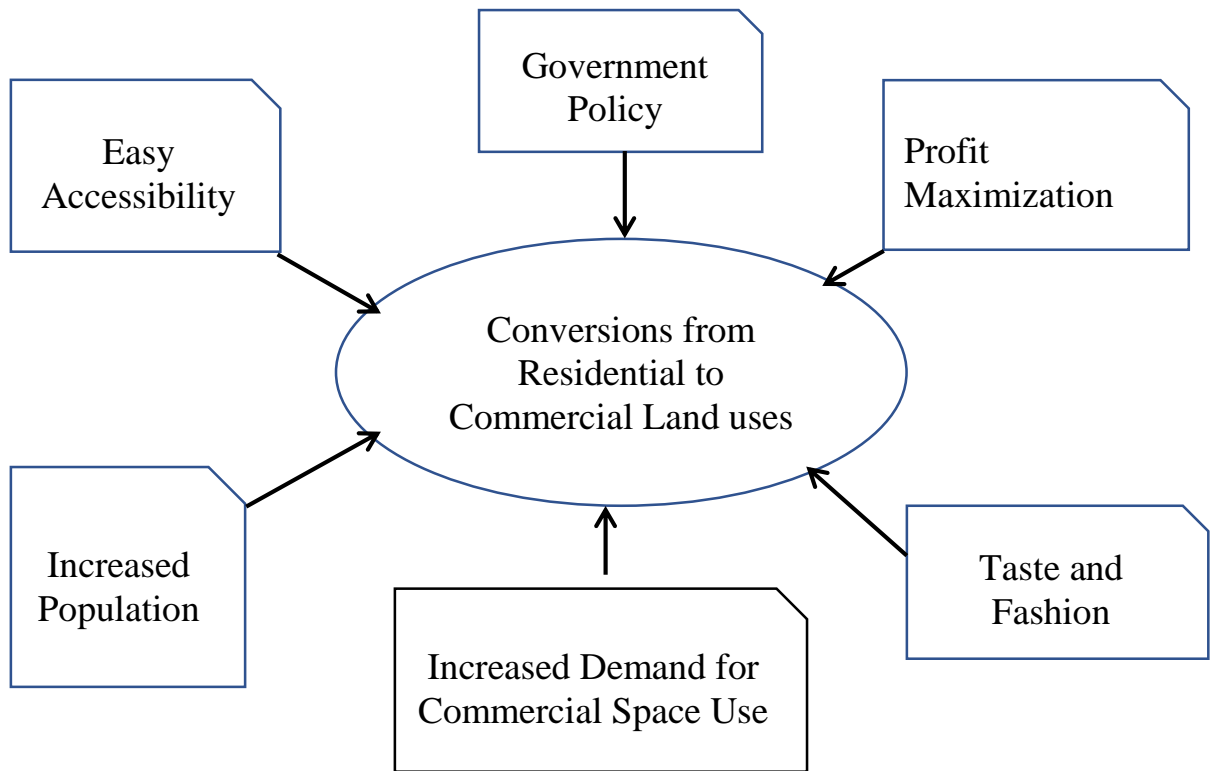 Government
Policy
Easy
Accessibility
Profit
Maximization
Conversions from
Residential to
Commercial Land uses
Increased
Population
Taste and
Fashion
Increased Demand for
Commercial Space Use